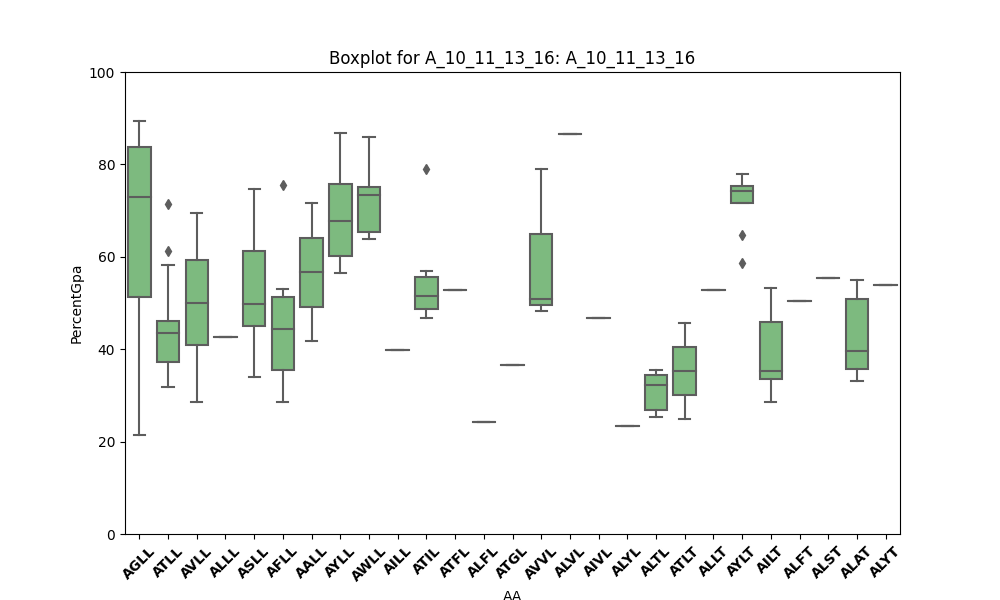 Boxplot for A_10_11_13_16: A_10_11_13_16
PercentGpa
100
80
60
40
20
0
AGLL ATLL AVLL ALLL ASLL AFLL AALL AYLL AWLL AILL ATIL ATFL ALFL ATGL AVVL ALVL AIVL ALYL ALTL ATLT ALLT AYLT AILT ALFT ALST ALAT ALYT
AA